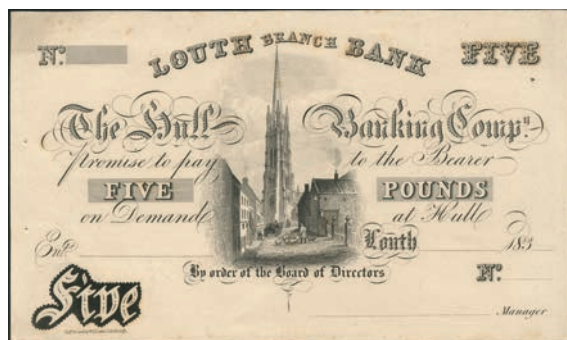 Nº. LOUTH BRANCH BANK FIVE
The Hull Banking Compy.
Promise to pay to the Bearer
FIVE POUNDS
on Demand at Hull
Entd. Louth 183
By order of the Board of Directors Nº.
Five
Manager